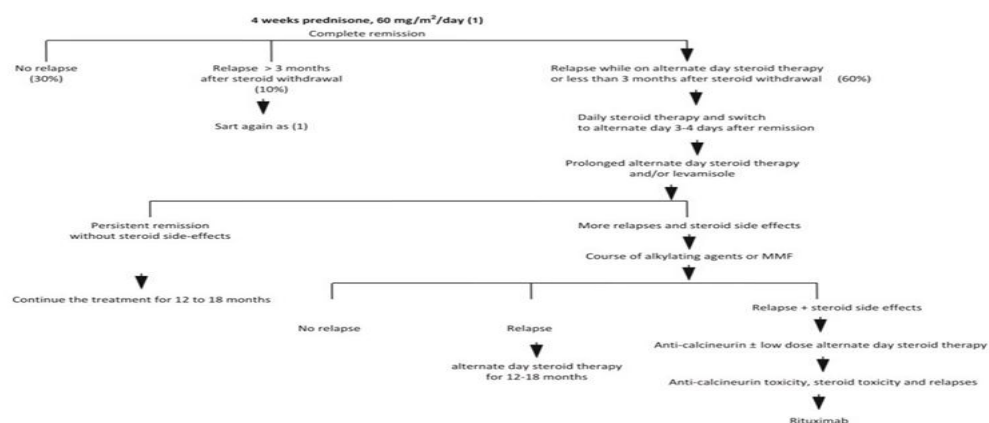 4 weeks prednisone, 60 mg/m²/day (1)
Complete remission
No relapse
(30%)
Relapse > 3 months
after steroid withdrawal
(10%)
Relapse while on alternate day steroid therapy
or less than 3 months after steroid withdrawal (60%)
Sart again as (1)
Daily steroid therapy and switch
to alternate day 3-4 days after remission
Prolonged alternate day steroid therapy
and/or levamisole
Persistent remission
without steroid side-effects
More relapses and steroid side effects
Course of alkylating agents or MMF
Continue the treatment for 12 to 18 months
No relapse
Relapse
Relapse + steroid side effects
alternate day steroid therapy
for 12-18 months
Anti-calcineurin ± low dose alternate day steroid therapy
Anti-calcineurin toxicity, steroid toxicity and relapses
Rituximab